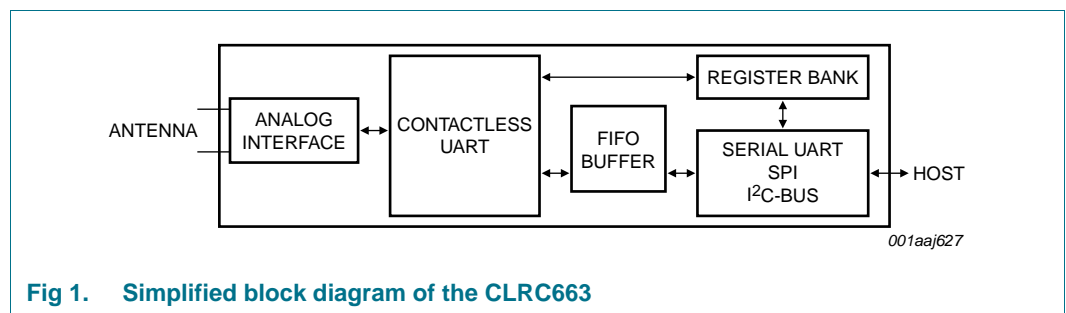 ANTENNA
ANALOG
INTERFACE
CONTACTLESS
UART
FIFO
BUFFER
REGISTER BANK
SERIAL UART
SPI
I²C-BUS
HOST
001aaj627
Fig 1. Simplified block diagram of the CLRC663